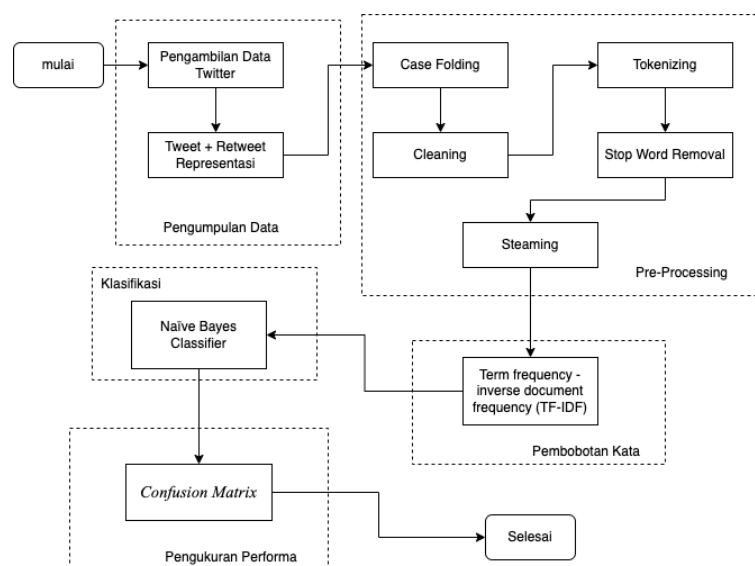 mulai
Pengambilan Data
Twitter
Tweet + Retweet
Representasi
Pengumpulan Data
Case Folding
Cleaning
Tokenizing
Stop Word Removal
Steaming
Pre-Processing
Term frequency -
inverse document
frequency (TF-IDF)
Pembobotan Kata
Klasifikasi
Naïve Bayes
Classifier
Confusion Matrix
Pengukuran Performa
Selesai